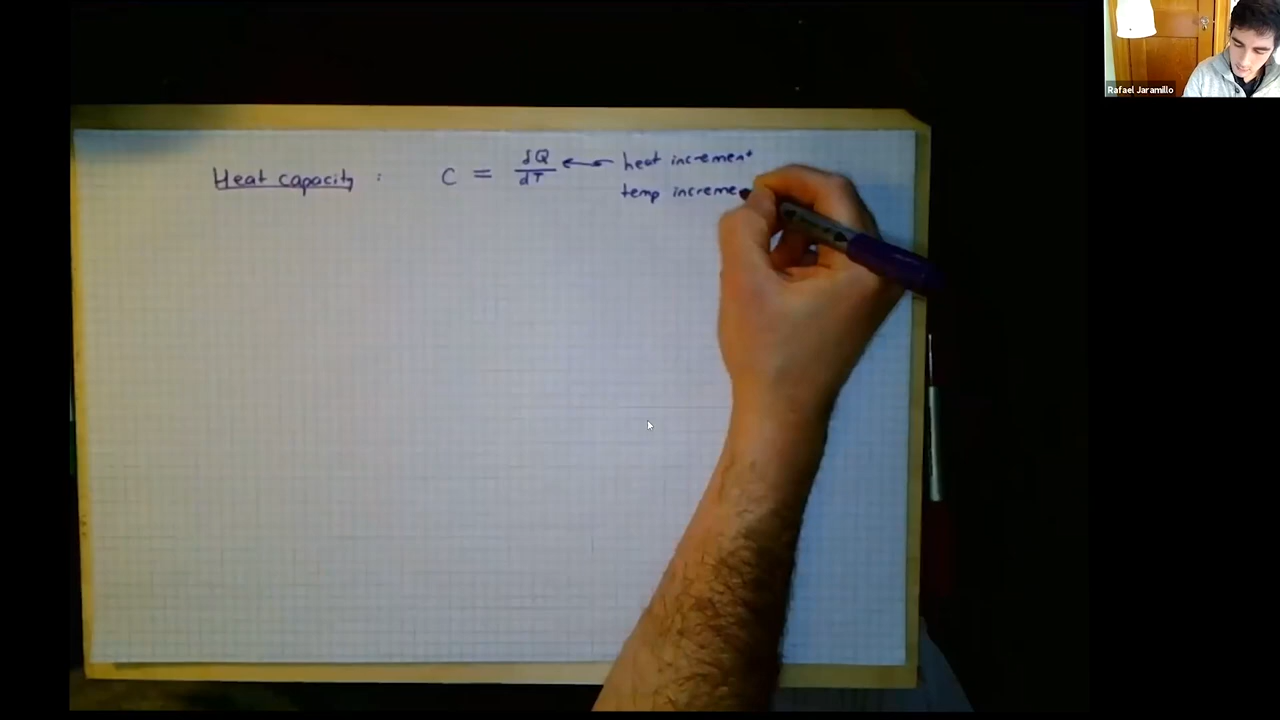 Rafael Jaramillo
Heat capacity : C = đQ/dT ← heat increment
temp increme